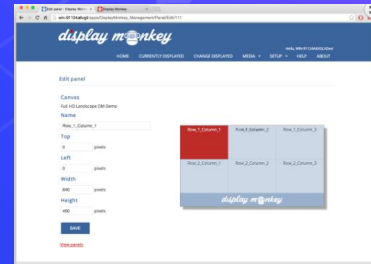 Edit panel - Display Monkey
Display Monkey
display monkey
HOME
CURRENTLY DISPLAYED
CHANGE DISPLAYED
MEDIA
SETUP
HELP
ABOUT
Edit panel
Canvas
Full HD Landscape DM Demo
Name
Row_1_Column_1
Top
0 pixels
Left
0 pixels
Width
640 pixels
Height
480 pixels
SAVE
View panels
Row_1_Column_1
Row_1_Column_2
Row_1_Column_3
Row_2_Column_1
Row_2_Column_2
Row_2_Column_3
display monkey